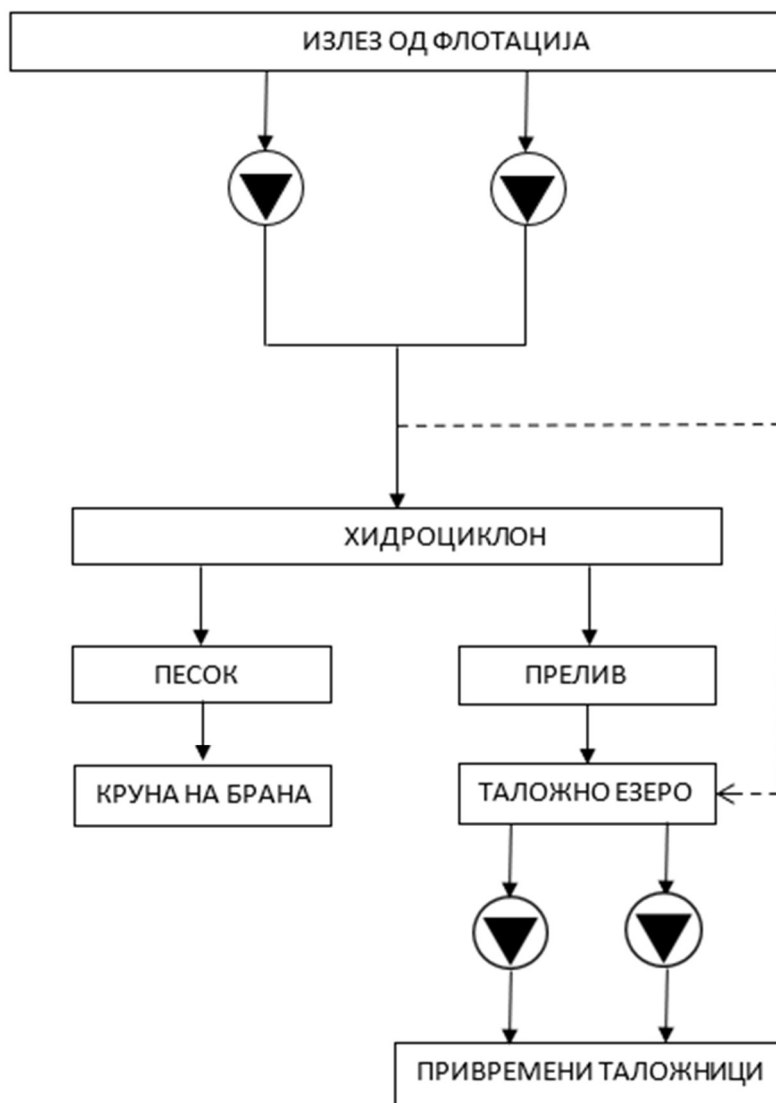 ИЗЛЕЗ ОД ФЛОТАЦИЈА
ХИДРОЦИКЛОН
ПЕСОК
ПРЕЛИВ
КРУНА НА БРАНА
ТАЛОЖНО ЕЗЕРО
ПРИВРЕМЕНИ ТАЛОЖНИЦИ